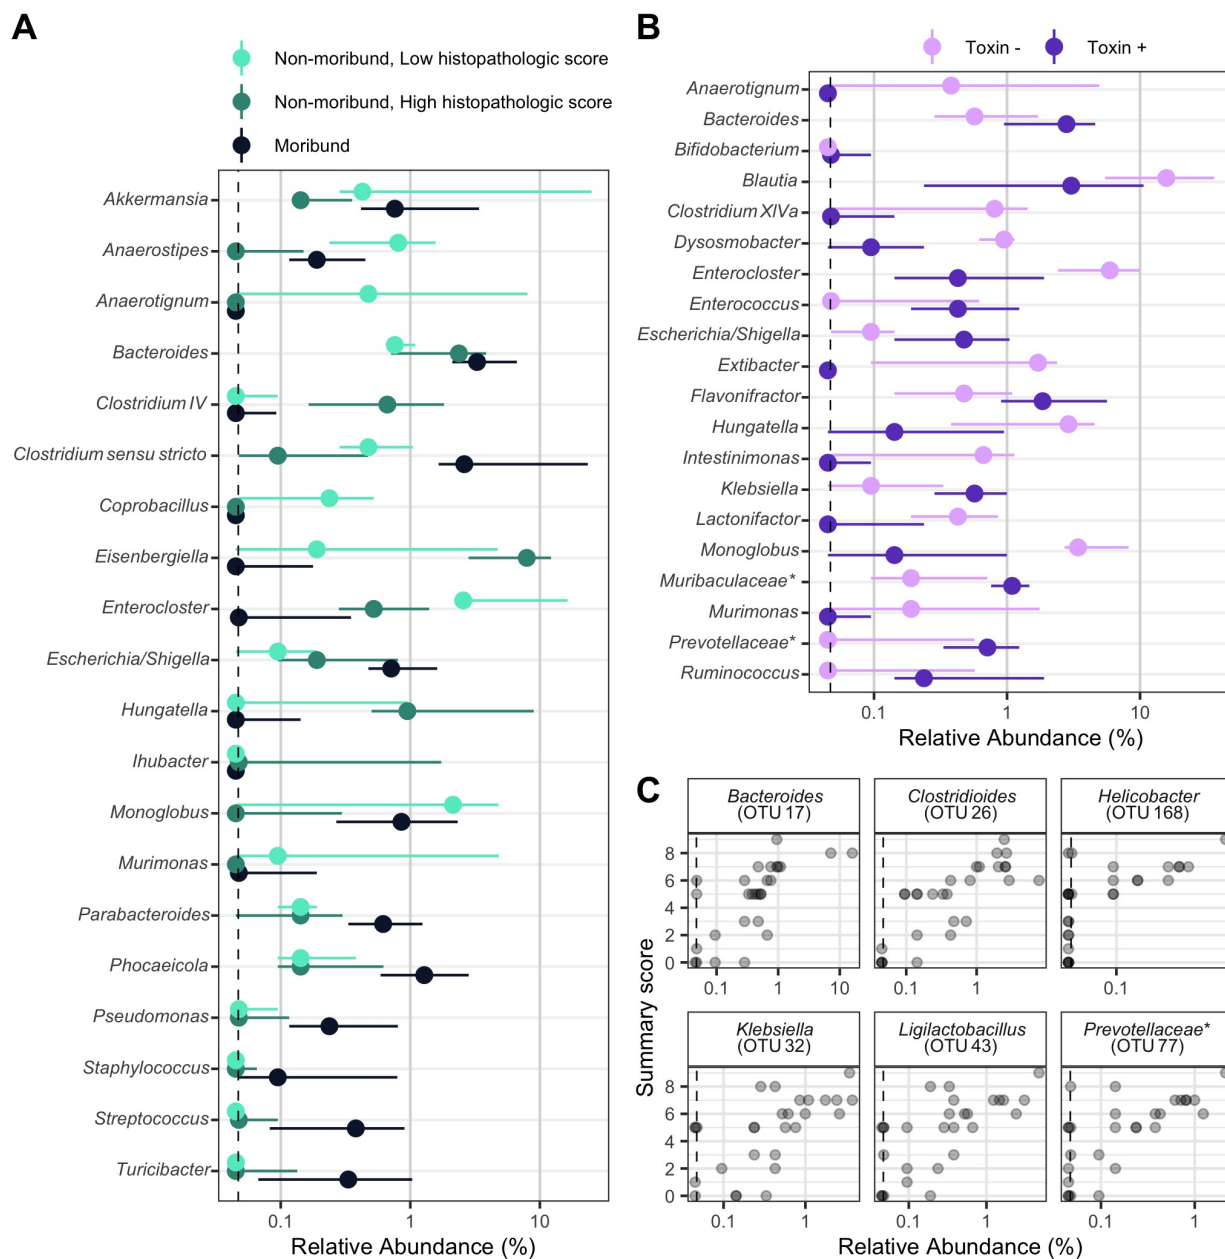 A
Non-moribund, Low histopathologic score
Non-moribund, High histopathologic score
Moribund
Akkermansia
Anaerostipes
Anaerotignum
Bacteroides
Clostridium IV
Clostridium sensu stricto
Coprobacillus
Eisenbergiella
Enterocloster
Escherichia/Shigella
Hungatella
Ihubacter
Monoglobus
Murimonas
Parabacteroides
Phocaeicola
Pseudomonas
Staphylococcus
Streptococcus
Turicibacter
0.1 1 10
Relative Abundance (%)
B
Toxin - Toxin +
Anaerotignum
Bacteroides
Bifidobacterium
Blautia
Clostridium XIVa
Dysosmobacter
Enterocloster
Enterococcus
Escherichia/Shigella
Extibacter
Flavonifractor
Hungatella
Intestinimonas
Klebsiella
Lactonifactor
Monoglobus
Muribaculaceae*
Murimonas
Prevotellaceae*
Ruminococcus
0.1 1 10
Relative Abundance (%)
C
Summary score
Bacteroides
(OTU 17)
Clostridioides
(OTU 26)
Helicobacter
(OTU 168)
8
6
4
2
0
0.1 1 10
0.1 1
0.1
Klebsiella
(OTU 32)
Ligilactobacillus
(OTU 43)
Prevotellaceae*
(OTU 77)
8
6
4
2
0
0.1 1
0.1 1
0.1 1
Relative Abundance (%)